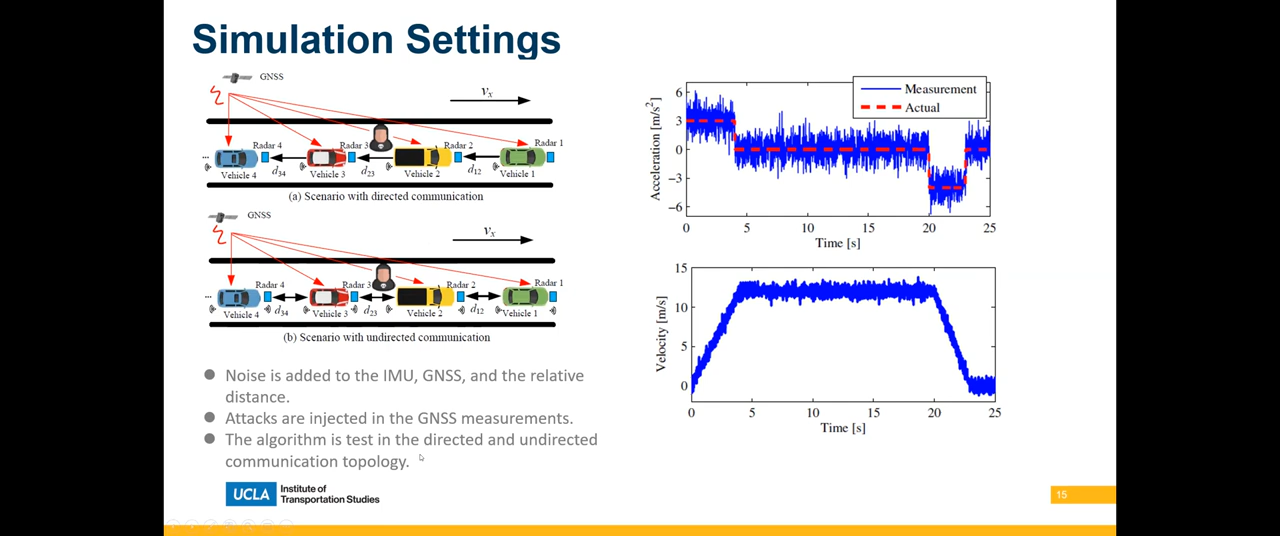 Simulation Settings
GNSS
vx
Radar 4
Radar 3
Radar 2
Radar 1
...
Vehicle 4
d34
Vehicle 3
d23
Vehicle 2
d12
Vehicle 1
(a) Scenario with directed communication
GNSS
vx
Radar 4
Radar 3
Radar 2
Radar 1
...
Vehicle 4
d34
Vehicle 3
d23
Vehicle 2
d12
Vehicle 1
(b) Scenario with undirected communication
● Noise is added to the IMU, GNSS, and the relative
distance.
● Attacks are injected in the GNSS measurements.
● The algorithm is test in the directed and undirected
communication topology.
Measurement
Actual
Acceleration [m/s²]
6
3
0
−3
−6
0 5 10 15 20 25
Time [s]
Velocity [m/s]
15
10
5
0
0 5 10 15 20 25
Time [s]
UCLA
Institute of
Transportation Studies
15